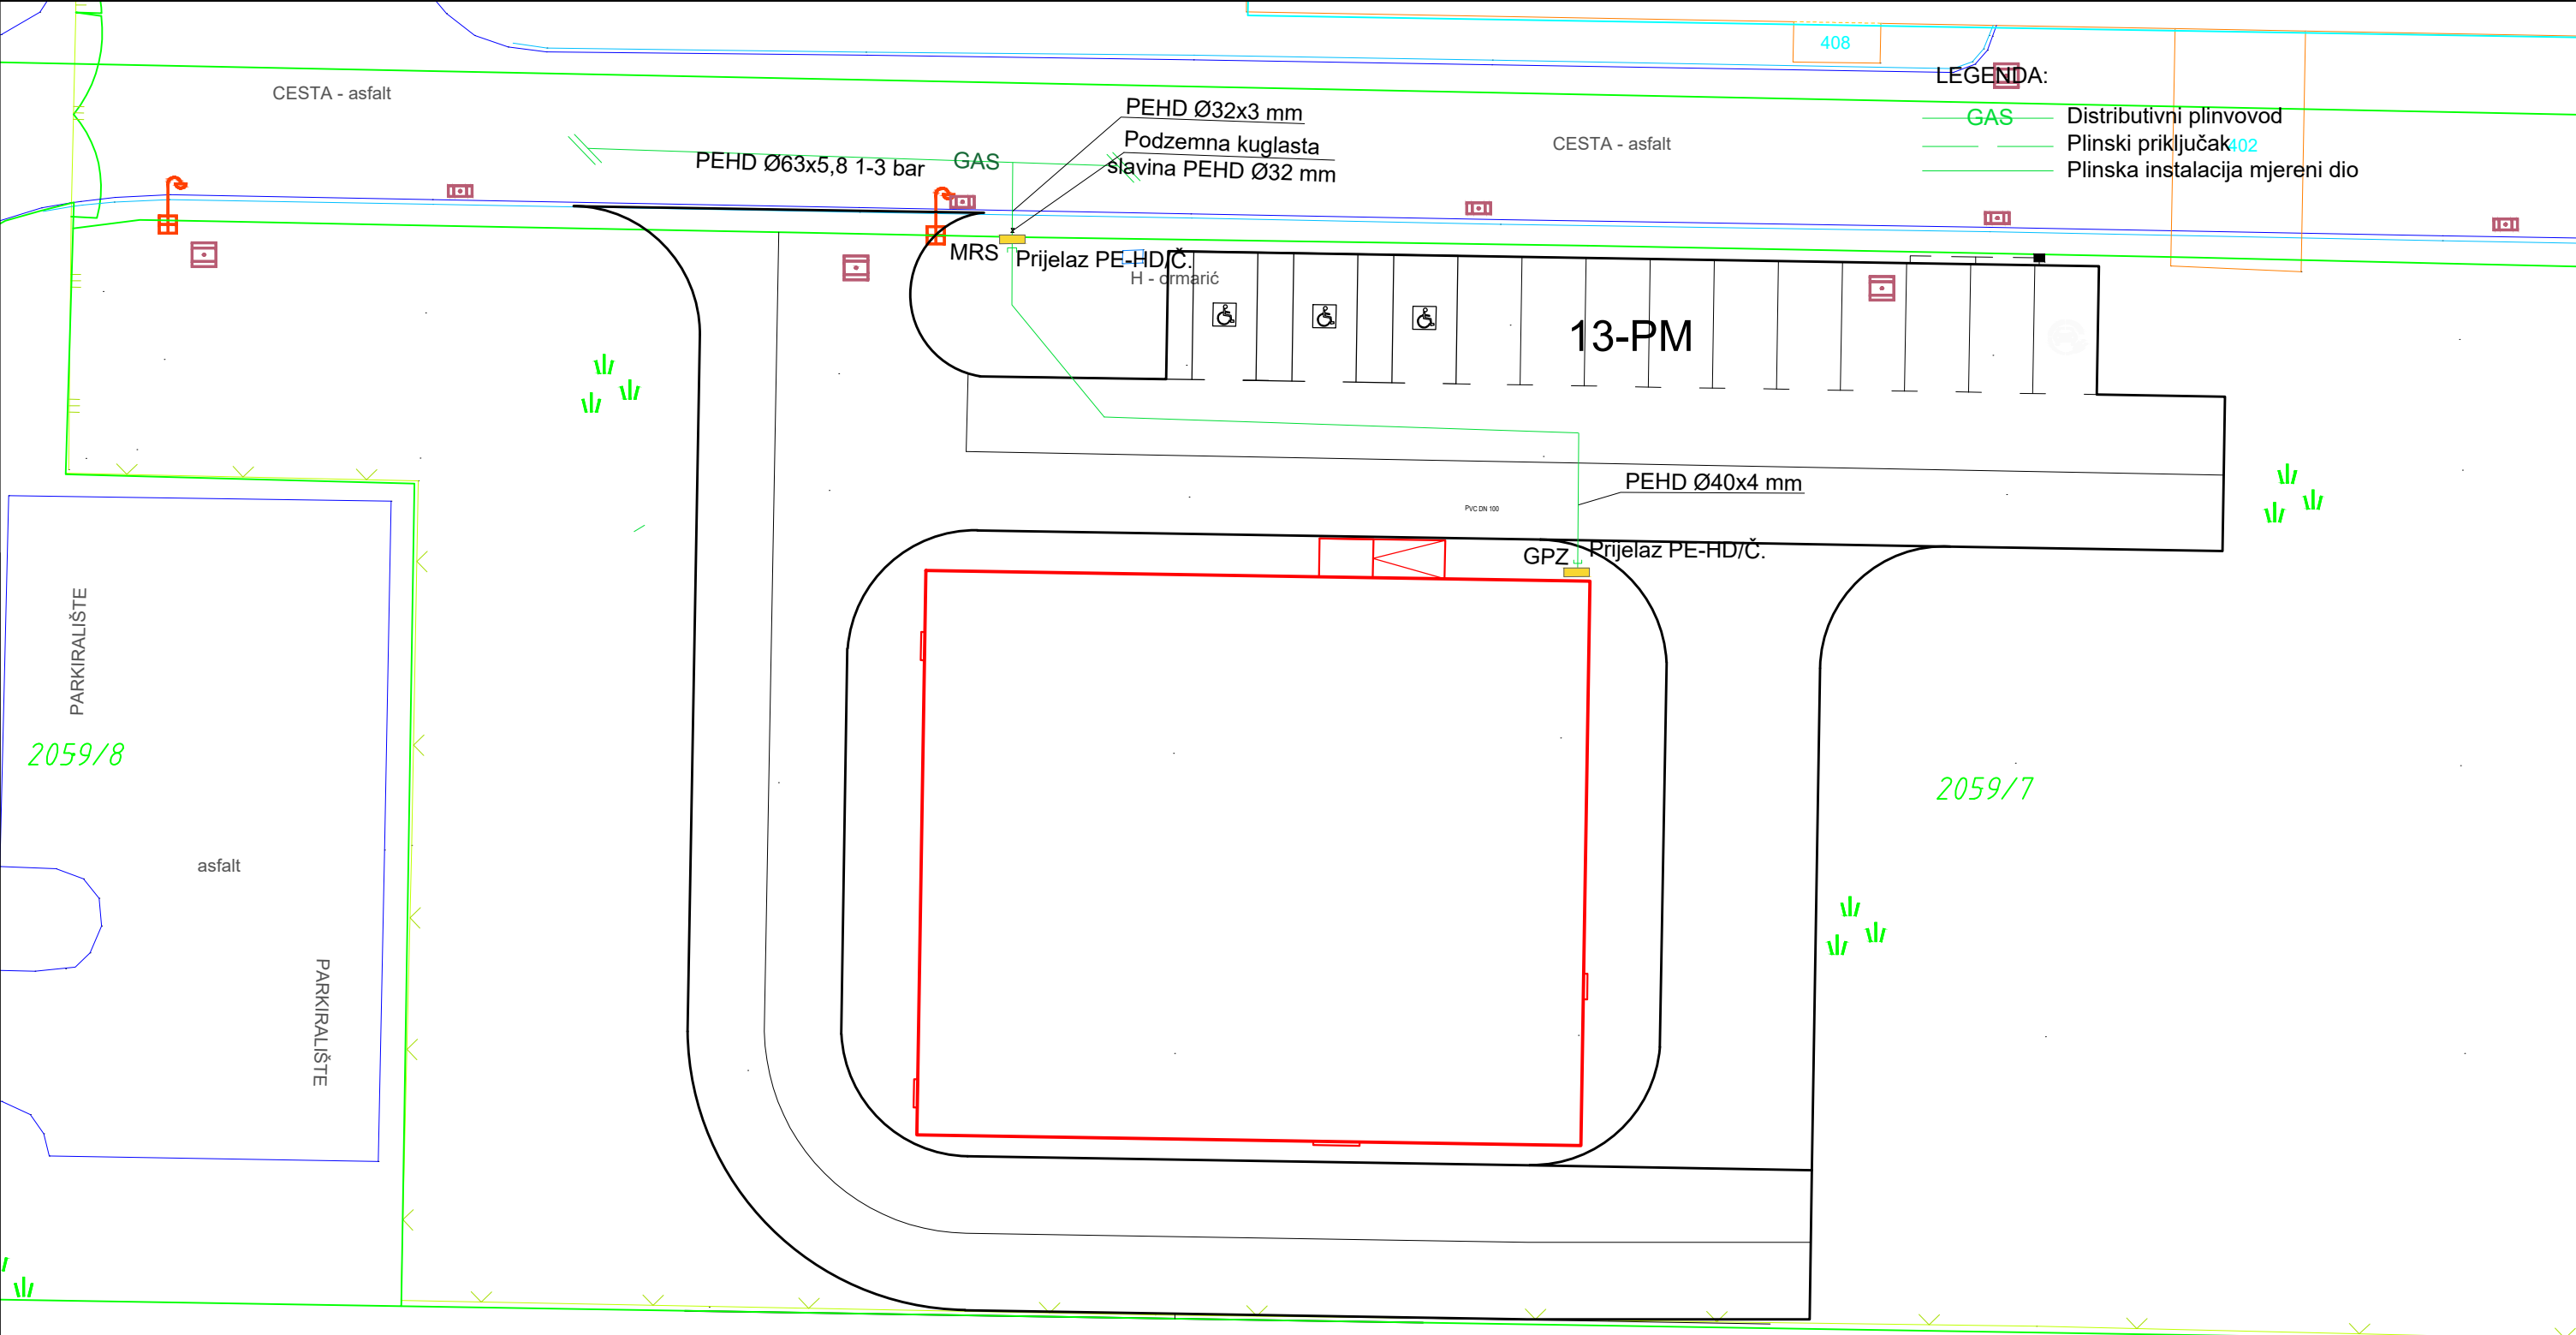 408
LEGENDA:
CESTA - asfalt
PEHD Ø32x3 mm
GAS
Distributivni plinvovod
Podzemna kuglasta
slavina PEHD Ø32 mm
CESTA - asfalt
Plinski priključak
402
PEHD Ø63x5,8 1-3 bar
GAS
Plinska instalacija mjereni dio
MRS
Prijelaz PE-HD/Č.
H - ormarić
13-PM
PEHD Ø40x4 mm
PVC DN 100
GPZ
Prijelaz PE-HD/Č.
PARKIRALIŠTE
2059/8
2059/7
asfalt
PARKIRALIŠTE